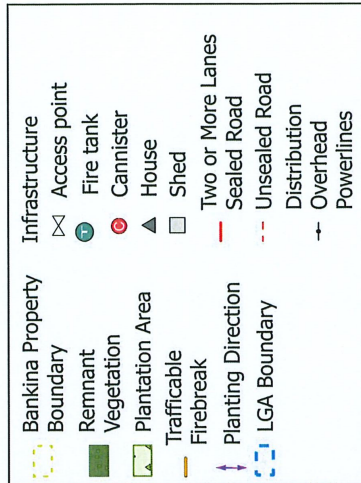 Bankina Property
Boundary
Remnant
Vegetation
Plantation Area
Trafficable
Firebreak
Planting Direction
LGA Boundary
Infrastructure
Access point
T Fire tank
C Cannister
House
Shed
Two or More Lanes
Sealed Road
Unsealed Road
Distribution
Overhead
Powerlines